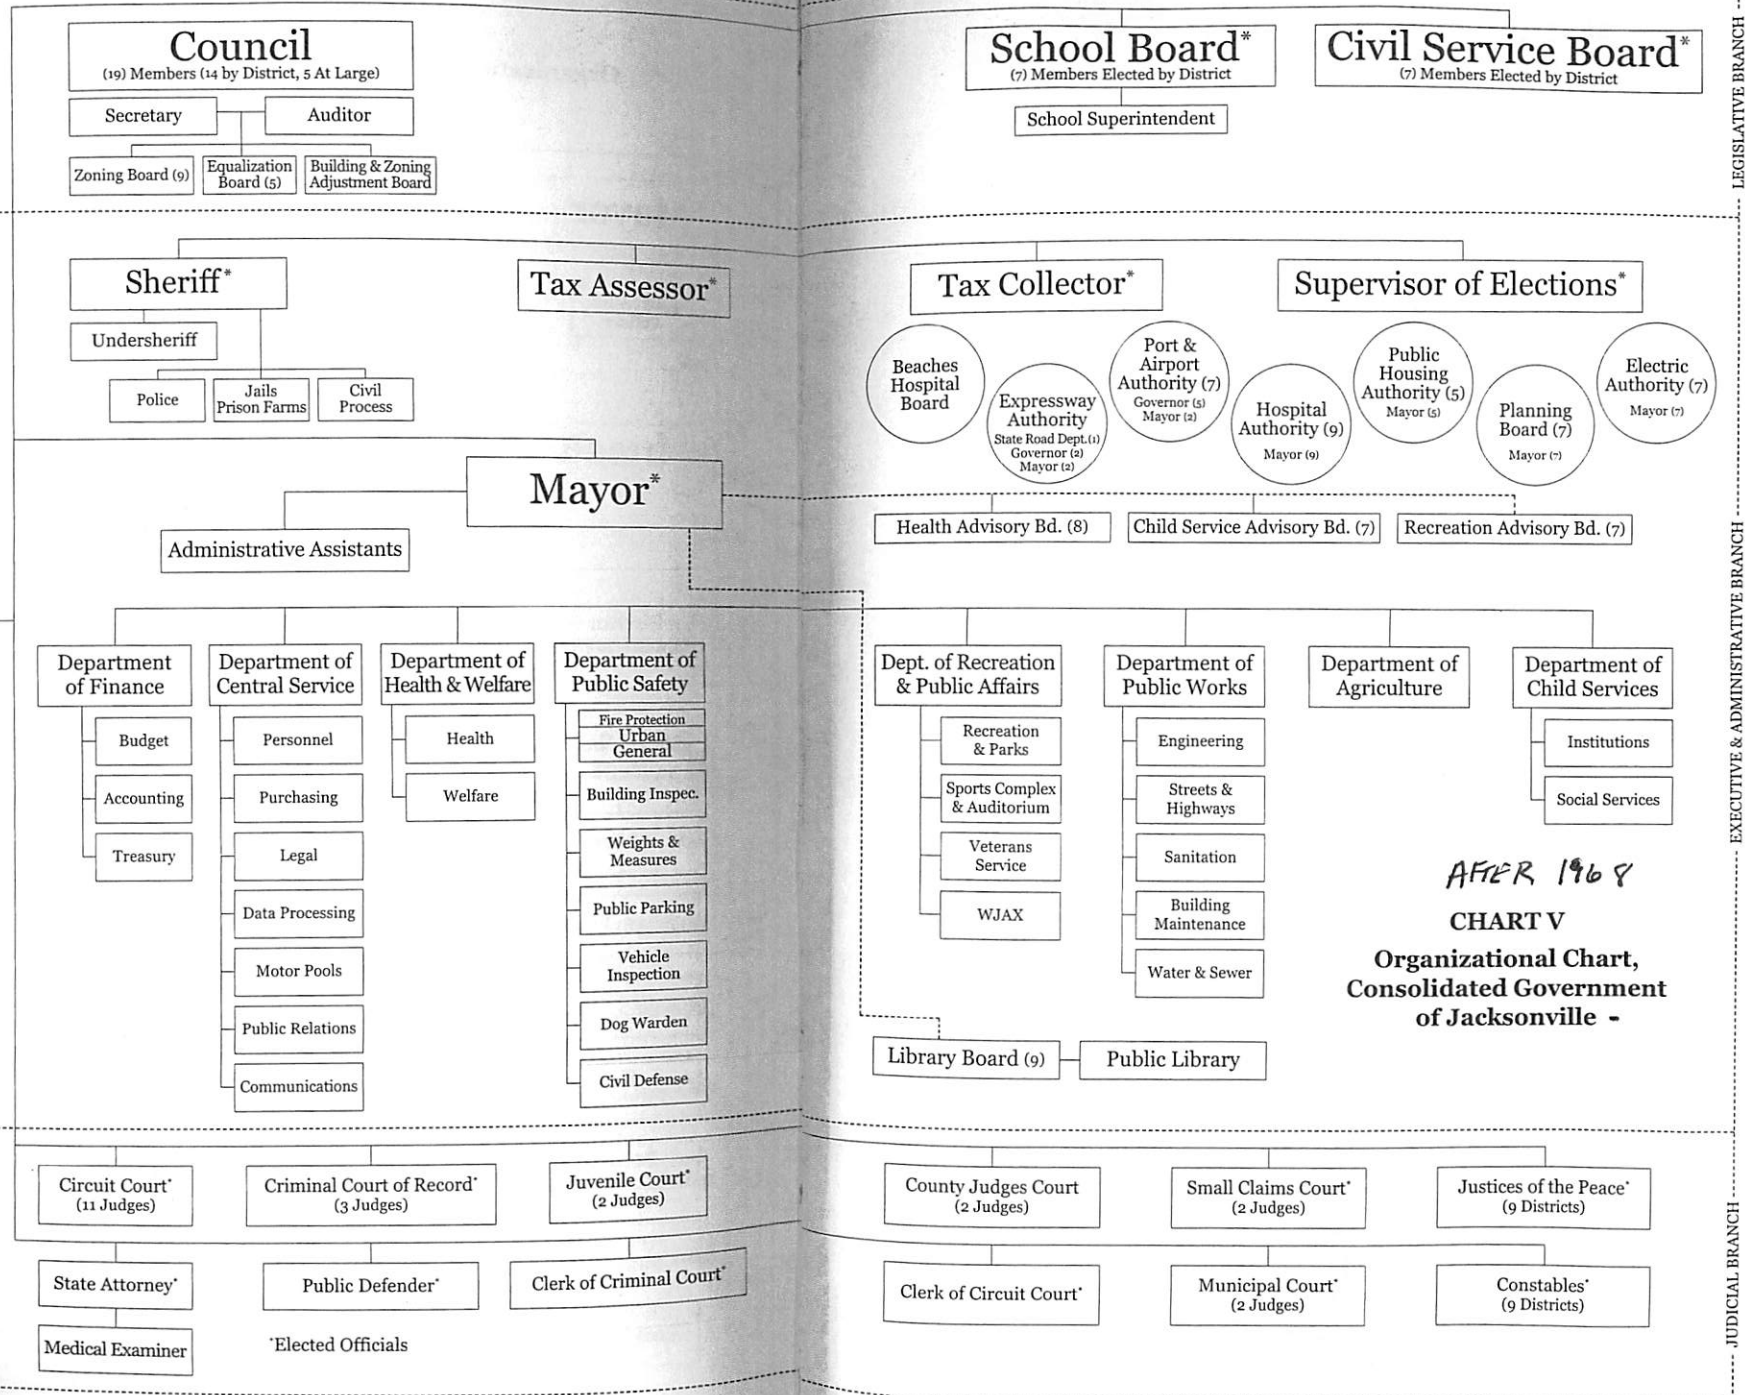 Council
(19) Members (14 by District, 5 At Large)
Secretary
Auditor
Zoning Board (9)
Equalization
Board (5)
Building & Zoning
Adjustment Board
School Board*
(7) Members Elected by District
School Superintendent
Civil Service Board*
(7) Members Elected by District
LEGISLATIVE BRANCH
Sheriff*
Undersheriff
Police
Jails
Prison Farms
Civil
Process
Tax Assessor*
Tax Collector*
Supervisor of Elections*
Beaches
Hospital
Board
Expressway
Authority
State Road Dept.(1)
Governor (2)
Mayor (2)
Port &
Airport
Authority (7)
Governor (5)
Mayor (2)
Hospital
Authority (9)
Mayor (9)
Public
Housing
Authority (5)
Mayor (5)
Planning
Board (7)
Mayor (7)
Electric
Authority (7)
Mayor (7)
Mayor*
Administrative Assistants
Health Advisory Bd. (8)
Child Service Advisory Bd. (7)
Recreation Advisory Bd. (7)
EXECUTIVE & ADMINISTRATIVE BRANCH
Department
of Finance
Budget
Accounting
Treasury
Department of
Central Service
Personnel
Purchasing
Legal
Data Processing
Motor Pools
Public Relations
Communications
Department of
Health & Welfare
Health
Welfare
Department of
Public Safety
Fire Protection
Urban
General
Building Inspec.
Weights &
Measures
Public Parking
Vehicle
Inspection
Dog Warden
Civil Defense
Dept. of Recreation
& Public Affairs
Recreation
& Parks
Sports Complex
& Auditorium
Veterans
Service
WJAX
Department of
Public Works
Engineering
Streets &
Highways
Sanitation
Building
Maintenance
Water & Sewer
Department of
Agriculture
Department of
Child Services
Institutions
Social Services
AFTER 1968
CHART V
Organizational Chart,
Consolidated Government
of Jacksonville -
Library Board (9)
Public Library
Circuit Court*
(11 Judges)
Criminal Court of Record*
(3 Judges)
Juvenile Court*
(2 Judges)
County Judges Court
(2 Judges)
Small Claims Court*
(2 Judges)
Justices of the Peace*
(9 Districts)
State Attorney*
Medical Examiner
Public Defender*
Clerk of Criminal Court*
Clerk of Circuit Court*
Municipal Court*
(2 Judges)
Constables*
(9 Districts)
*Elected Officials
JUDICIAL BRANCH